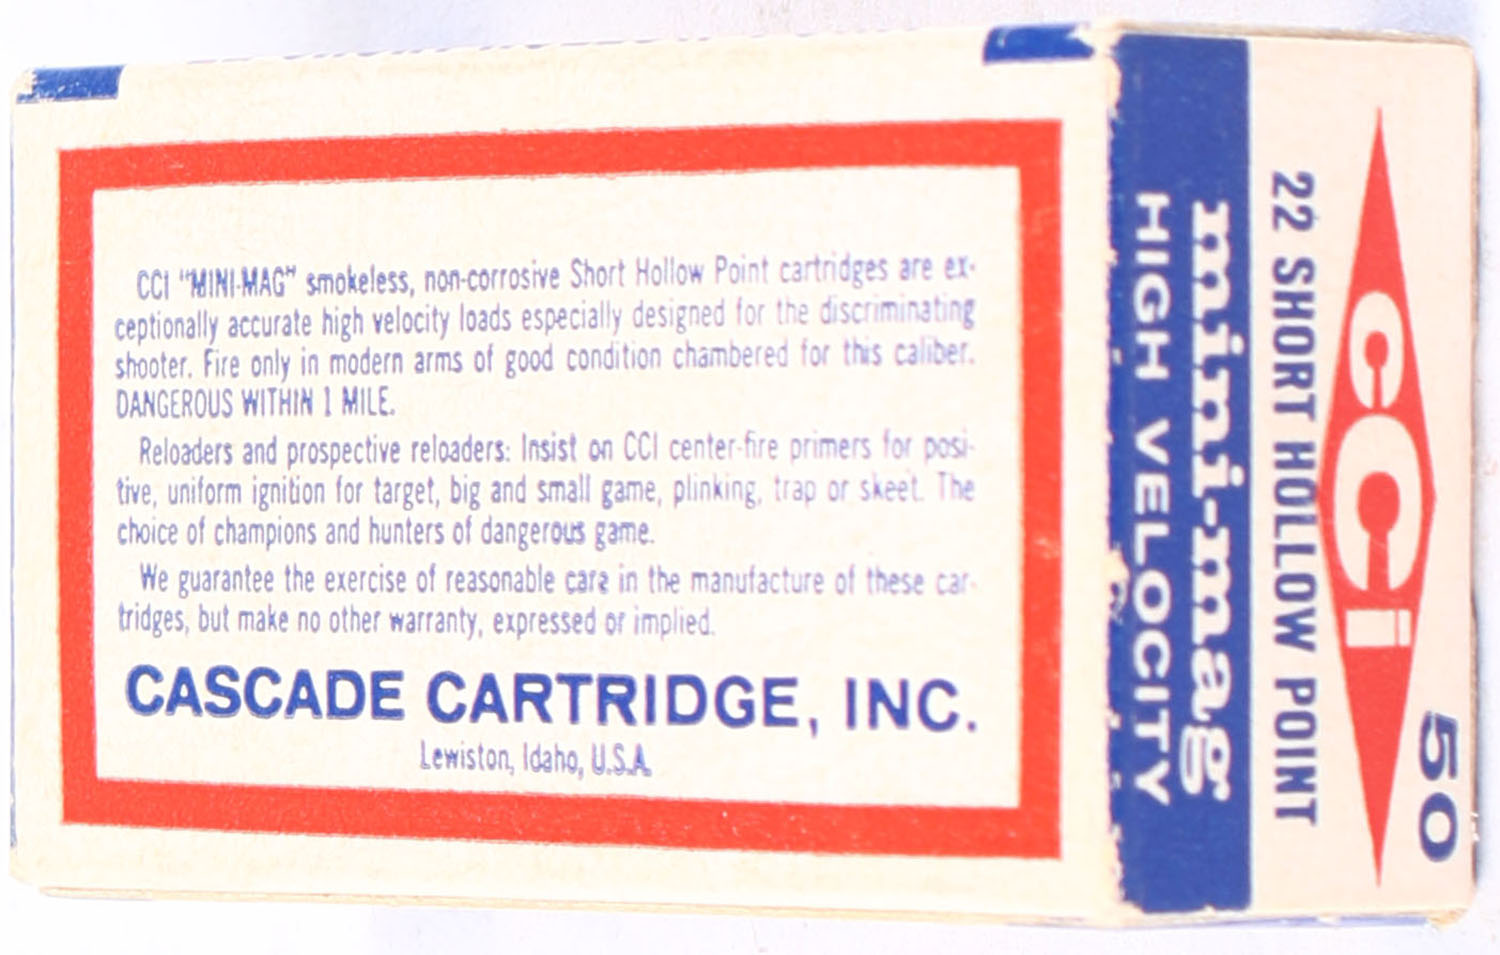 CCI "MINI-MAG" smokeless, non-corrosive Short Hollow Point cartridges are ex-
ceptionally accurate high velocity loads especially designed for the discriminating
shooter. Fire only in modern arms of good condition chambered for this caliber.
DANGEROUS WITHIN 1 MILE.
Reloaders and prospective reloaders: Insist on CCI center-fire primers for posi-
tive, uniform ignition for target, big and small game, plinking, trap or skeet. The
choice of champions and hunters of dangerous game.
We guarantee the exercise of reasonable care in the manufacture of these car-
tridges, but make no other warranty, expressed or implied.
CASCADE CARTRIDGE, INC.
Lewiston, Idaho, U.S.A.
50
CCI
22 SHORT HOLLOW POINT
mini-mag
HIGH VELOCITY